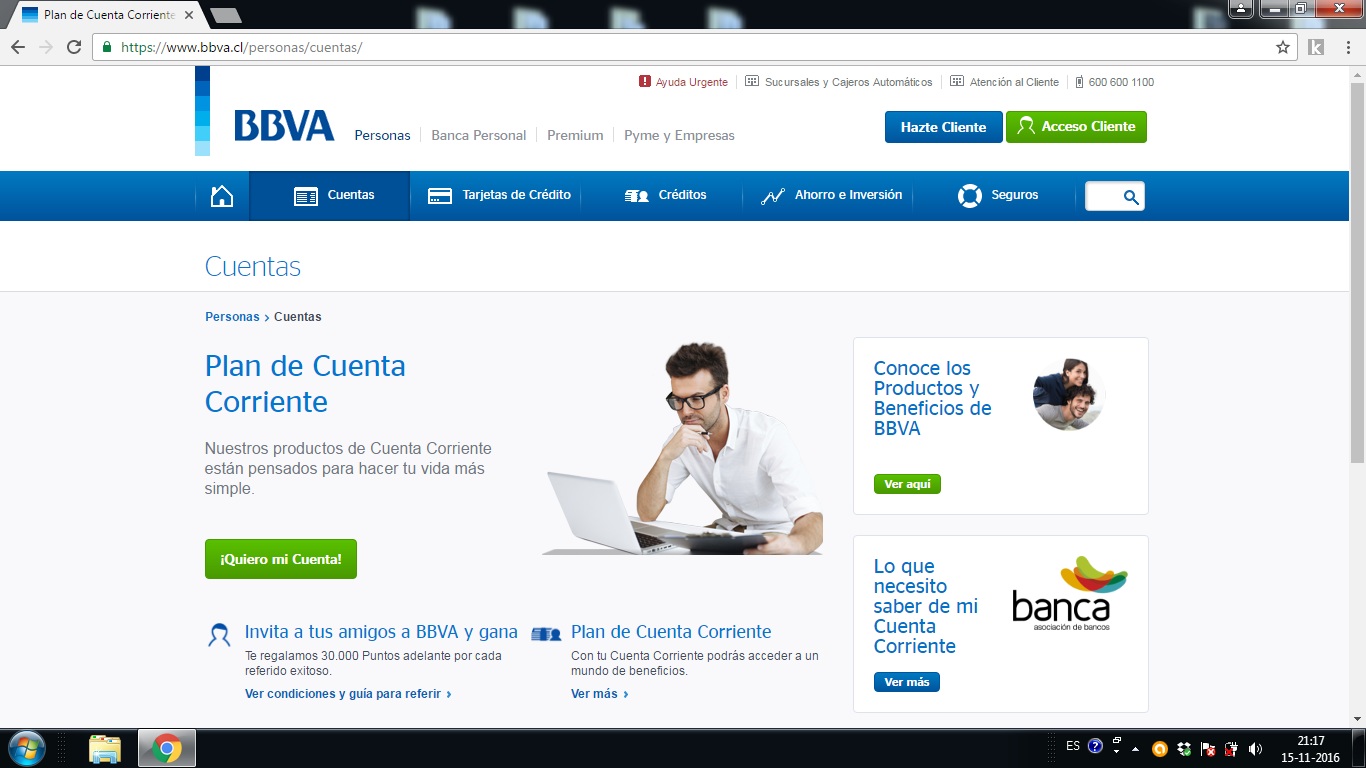 Plan de Cuenta Corriente
https://www.bbva.cl/personas/cuentas/
Ayuda Urgente
Sucursales y Cajeros Automáticos
Atención al Cliente
600 600 1100
BBVA
Personas
Banca Personal
Premium
Pyme y Empresas
Hazte Cliente
Acceso Cliente
Cuentas
Tarjetas de Crédito
Créditos
Ahorro e Inversión
Seguros
Cuentas
Personas › Cuentas
Plan de Cuenta
Corriente
Nuestros productos de Cuenta Corriente
están pensados para hacer tu vida más
simple.
¡Quiero mi Cuenta!
Conoce los
Productos y
Beneficios de
BBVA
Ver aquí
Lo que
necesito
saber de mi
Cuenta
Corriente
banca
asociación de bancos
Ver más
Invita a tus amigos a BBVA y gana
Te regalamos 30.000 Puntos adelante por cada
referido exitoso.
Ver condiciones y guía para referir ›
Plan de Cuenta Corriente
Con tu Cuenta Corriente podrás acceder a un
mundo de beneficios.
Ver más ›
ES
21:17
15-11-2016